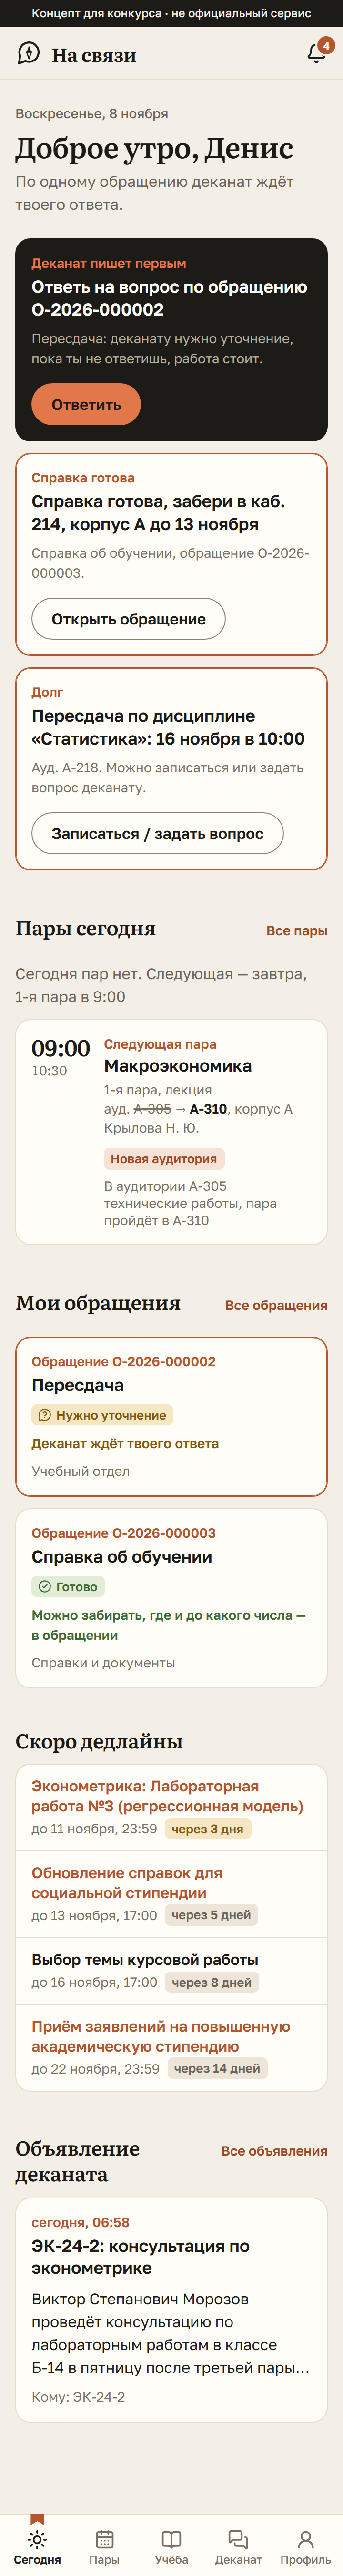 Концепт для конкурса · не официальный сервис
На связи
4
Воскресенье, 8 ноября
Доброе утро, Денис
По одному обращению деканат ждёт
твоего ответа.
Деканат пишет первым
Ответь на вопрос по обращению
О-2026-000002
Пересдача: деканату нужно уточнение,
пока ты не ответишь, работа стоит.
Ответить
Справка готова
Справка готова, забери в каб.
214, корпус А до 13 ноября
Справка об обучении, обращение О-2026-
000003.
Открыть обращение
Долг
Пересдача по дисциплине
«Статистика»: 16 ноября в 10:00
Ауд. А-218. Можно записаться или задать
вопрос деканату.
Записаться / задать вопрос
Пары сегодня
Все пары
Сегодня пар нет. Следующая — завтра,
1-я пара в 9:00
09:00
10:30
Следующая пара
Макроэкономика
1-я пара, лекция
ауд. А-305 → А-310, корпус А
Крылова Н. Ю.
Новая аудитория
В аудитории А-305
технические работы, пара
пройдёт в А-310
Мои обращения
Все обращения
Обращение О-2026-000002
Пересдача
Нужно уточнение
Деканат ждёт твоего ответа
Учебный отдел
Обращение О-2026-000003
Справка об обучении
Готово
Можно забирать, где и до какого числа —
в обращении
Справки и документы
Скоро дедлайны
Эконометрика: Лабораторная
работа №3 (регрессионная модель)
до 11 ноября, 23:59 через 3 дня
Обновление справок для
социальной стипендии
до 13 ноября, 17:00 через 5 дней
Выбор темы курсовой работы
до 16 ноября, 17:00 через 8 дней
Приём заявлений на повышенную
академическую стипендию
до 22 ноября, 23:59 через 14 дней
Объявление
деканата
Все объявления
сегодня, 06:58
ЭК-24-2: консультация по
эконометрике
Виктор Степанович Морозов
проведёт консультацию по
лабораторным работам в классе
Б-14 в пятницу после третьей пары...
Кому: ЭК-24-2
Сегодня
Пары
Учёба
Деканат
Профиль